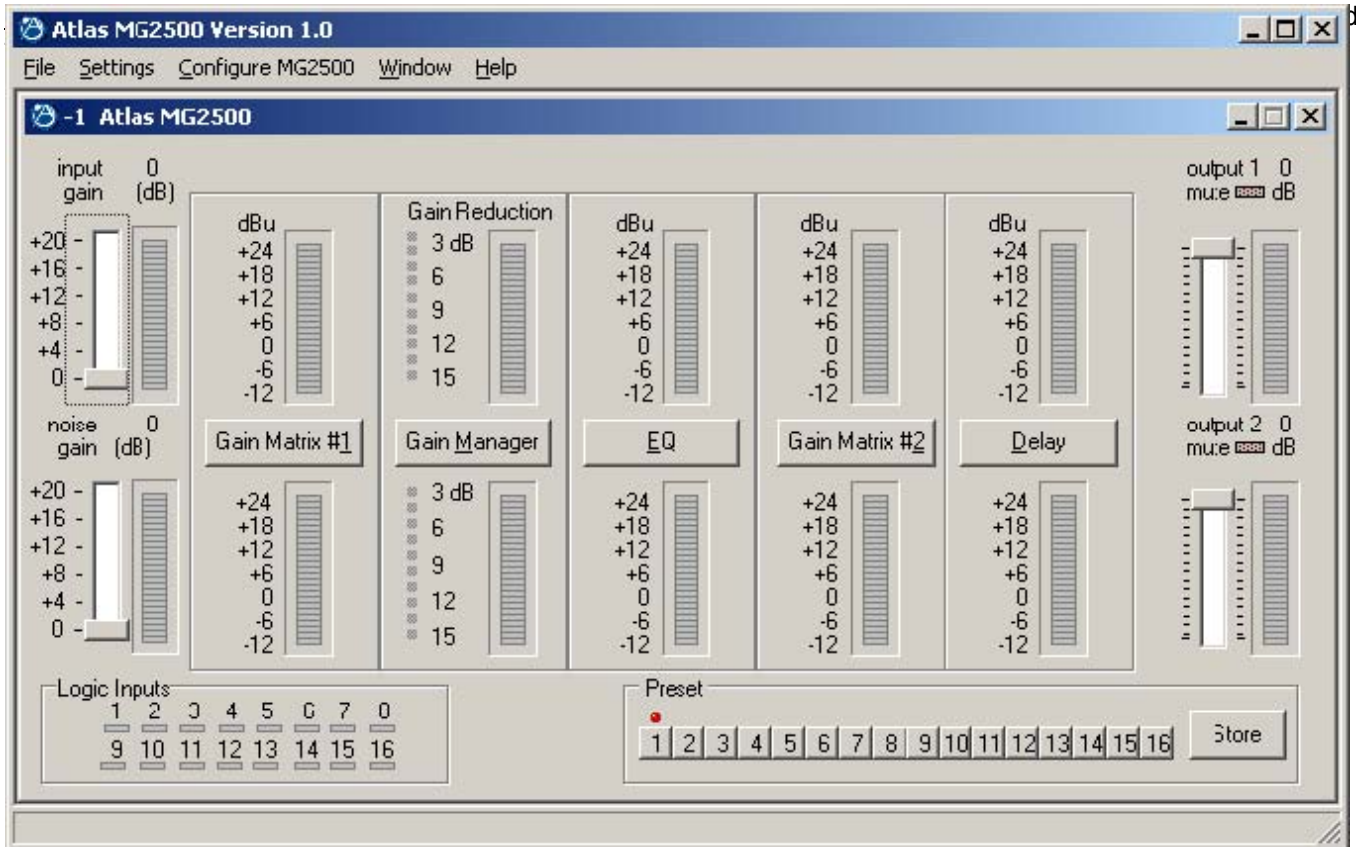 d
Atlas MG2500 Version 1.0
File Settings Configure MG2500 Window Help
-1 Atlas MG2500
input 0
gain (dB)
+20
+16
+12
+8
+4
0
noise 0
gain (dB)
+20
+16
+12
+8
+4
0
dBu
+24
+18
+12
+6
0
-6
-12
Gain Matrix #1
+24
+18
+12
+6
0
-6
-12
Gain Reduction
3 dB
6
9
12
15
Gain Manager
3 dB
6
9
12
15
dBu
+24
+18
+12
+6
0
-6
-12
EQ
+24
+18
+12
+6
0
-6
-12
dBu
+24
+18
+12
+6
0
-6
-12
Gain Matrix #2
+24
+18
+12
+6
0
-6
-12
dBu
+24
+18
+12
+6
0
-6
-12
Delay
+24
+18
+12
+6
0
-6
-12
output 1 0
mute dB
output 2 0
mute dB
Logic Inputs
1 2 3 4 5 6 7 8
9 10 11 12 13 14 15 16
Preset
1 2 3 4 5 6 7 8 9 10 11 12 13 14 15 16
Store